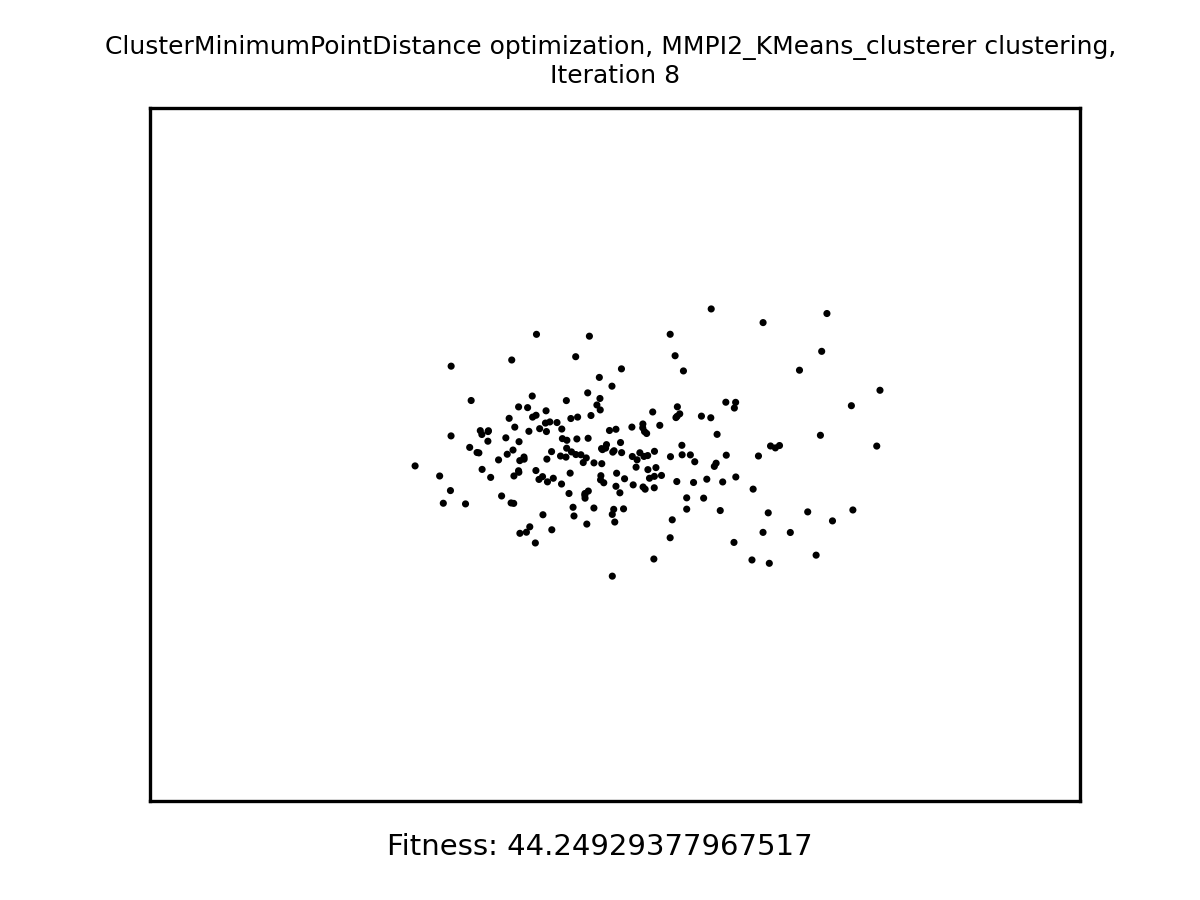 ClusterMinimumPointDistance optimization, MMPI2_KMeans_clusterer clustering,
Iteration 8
Fitness: 44.24929377967517